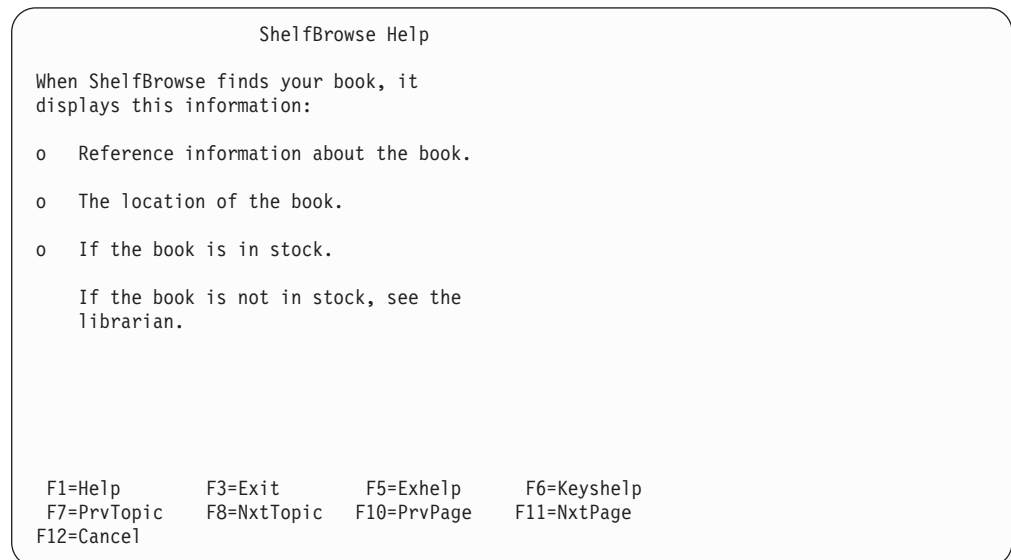 ShelfBrowse Help
When ShelfBrowse finds your book, it
displays this information:
o Reference information about the book.
o The location of the book.
o If the book is in stock.
If the book is not in stock, see the
librarian.
F1=Help F3=Exit F5=Exhelp F6=Keyshelp
F7=PrvTopic F8=NxtTopic F10=PrvPage F11=NxtPage
F12=Cancel